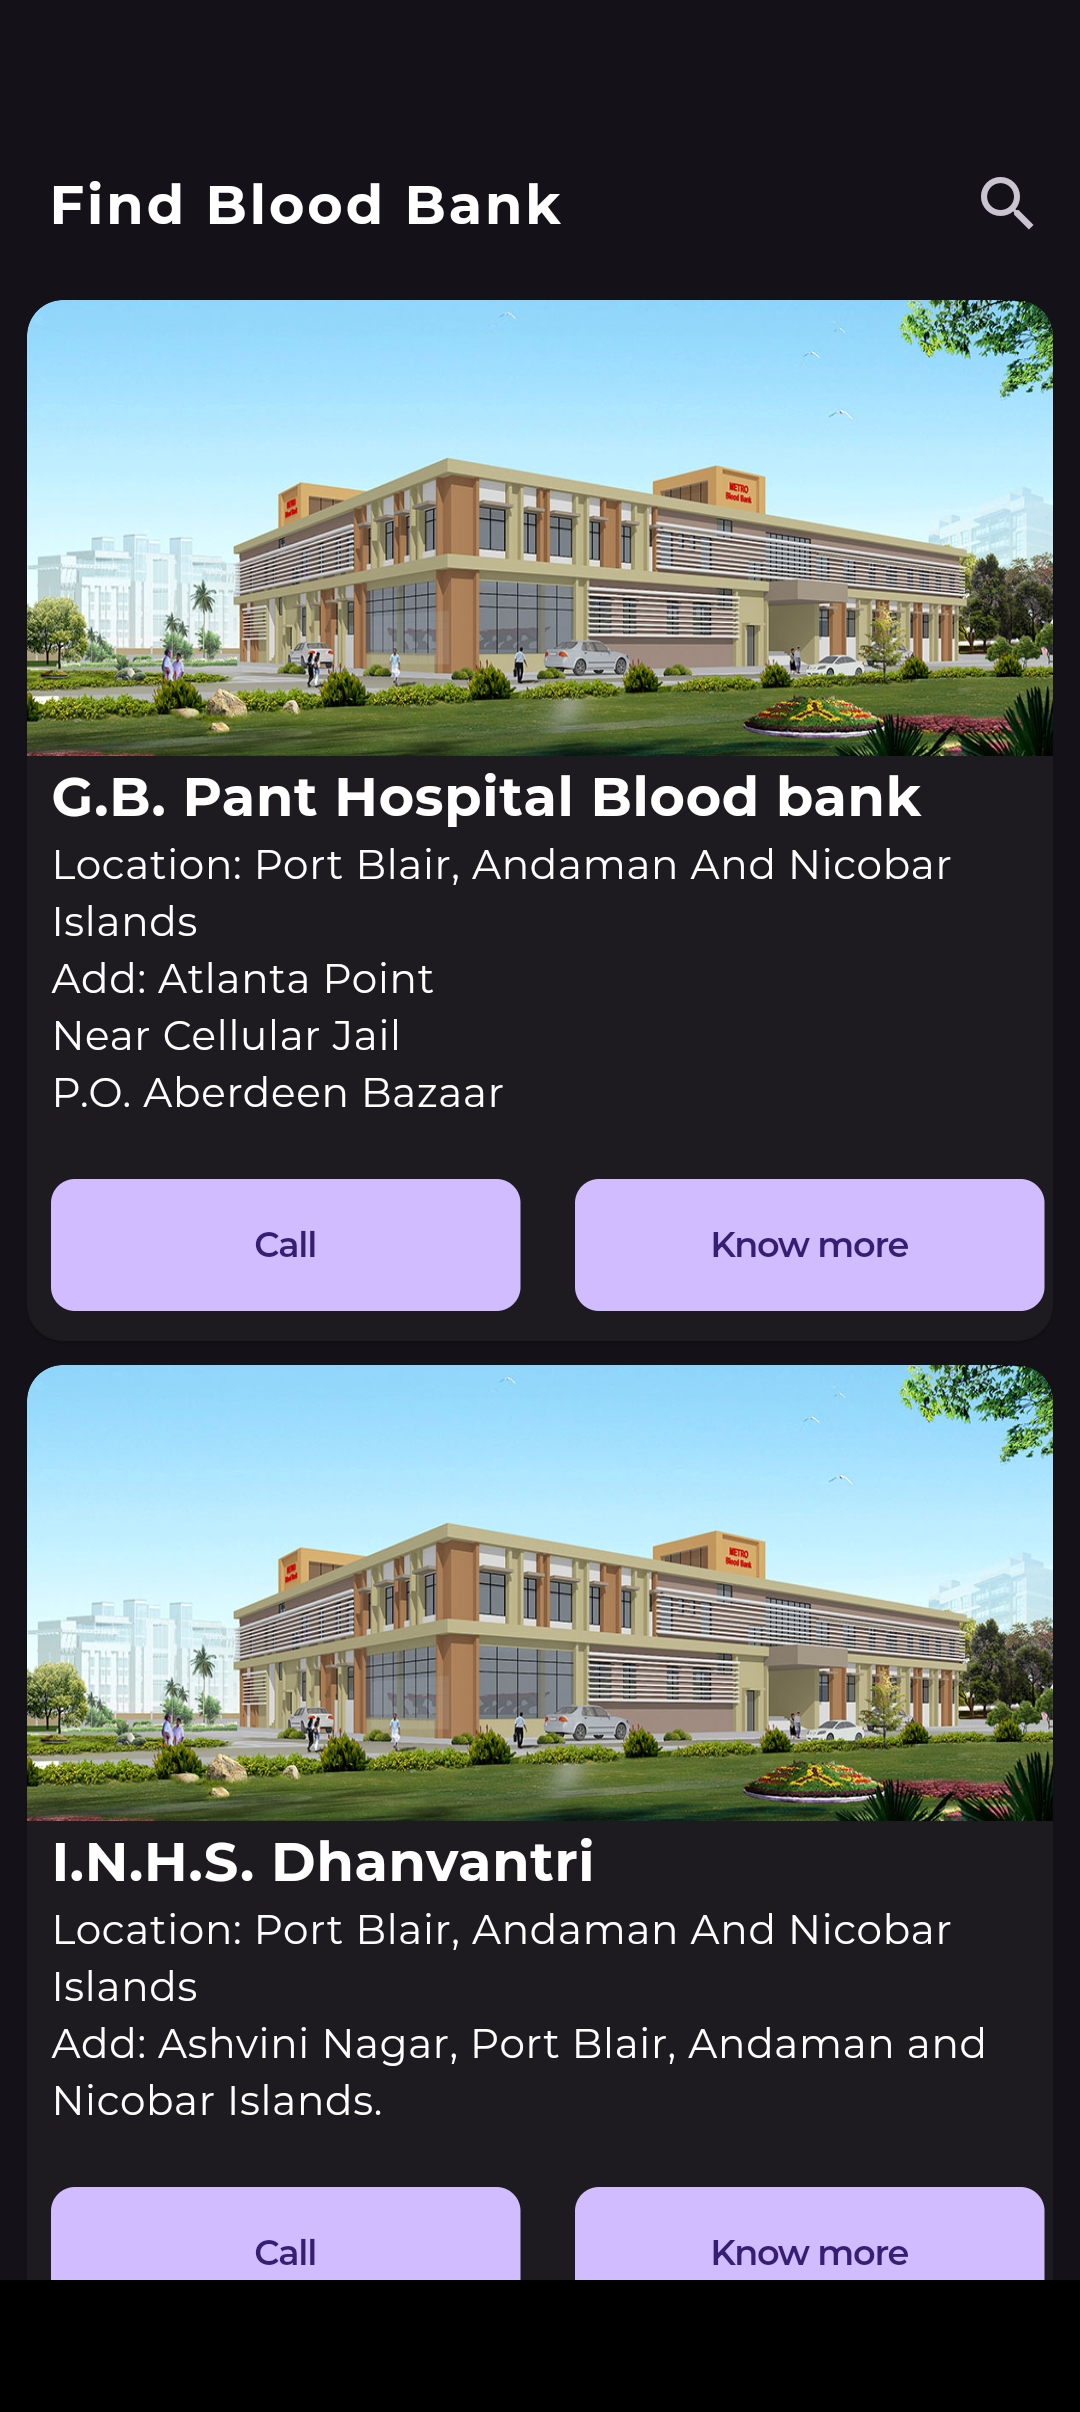 Find Blood Bank
METRO
Blood Bank
G.B. Pant Hospital Blood bank
Location: Port Blair, Andaman And Nicobar
Islands
Add: Atlanta Point
Near Cellular Jail
P.O. Aberdeen Bazaar
Call
Know more
METRO
Blood Bank
I.N.H.S. Dhanvantri
Location: Port Blair, Andaman And Nicobar
Islands
Add: Ashvini Nagar, Port Blair, Andaman and
Nicobar Islands.
Call
Know more